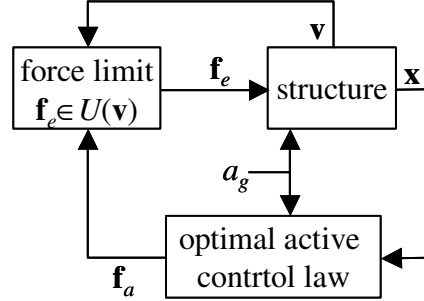 v
force limit
f_e ∈ U(v)
f_e
structure
x
a_g
optimal active
contrtol law
f_a